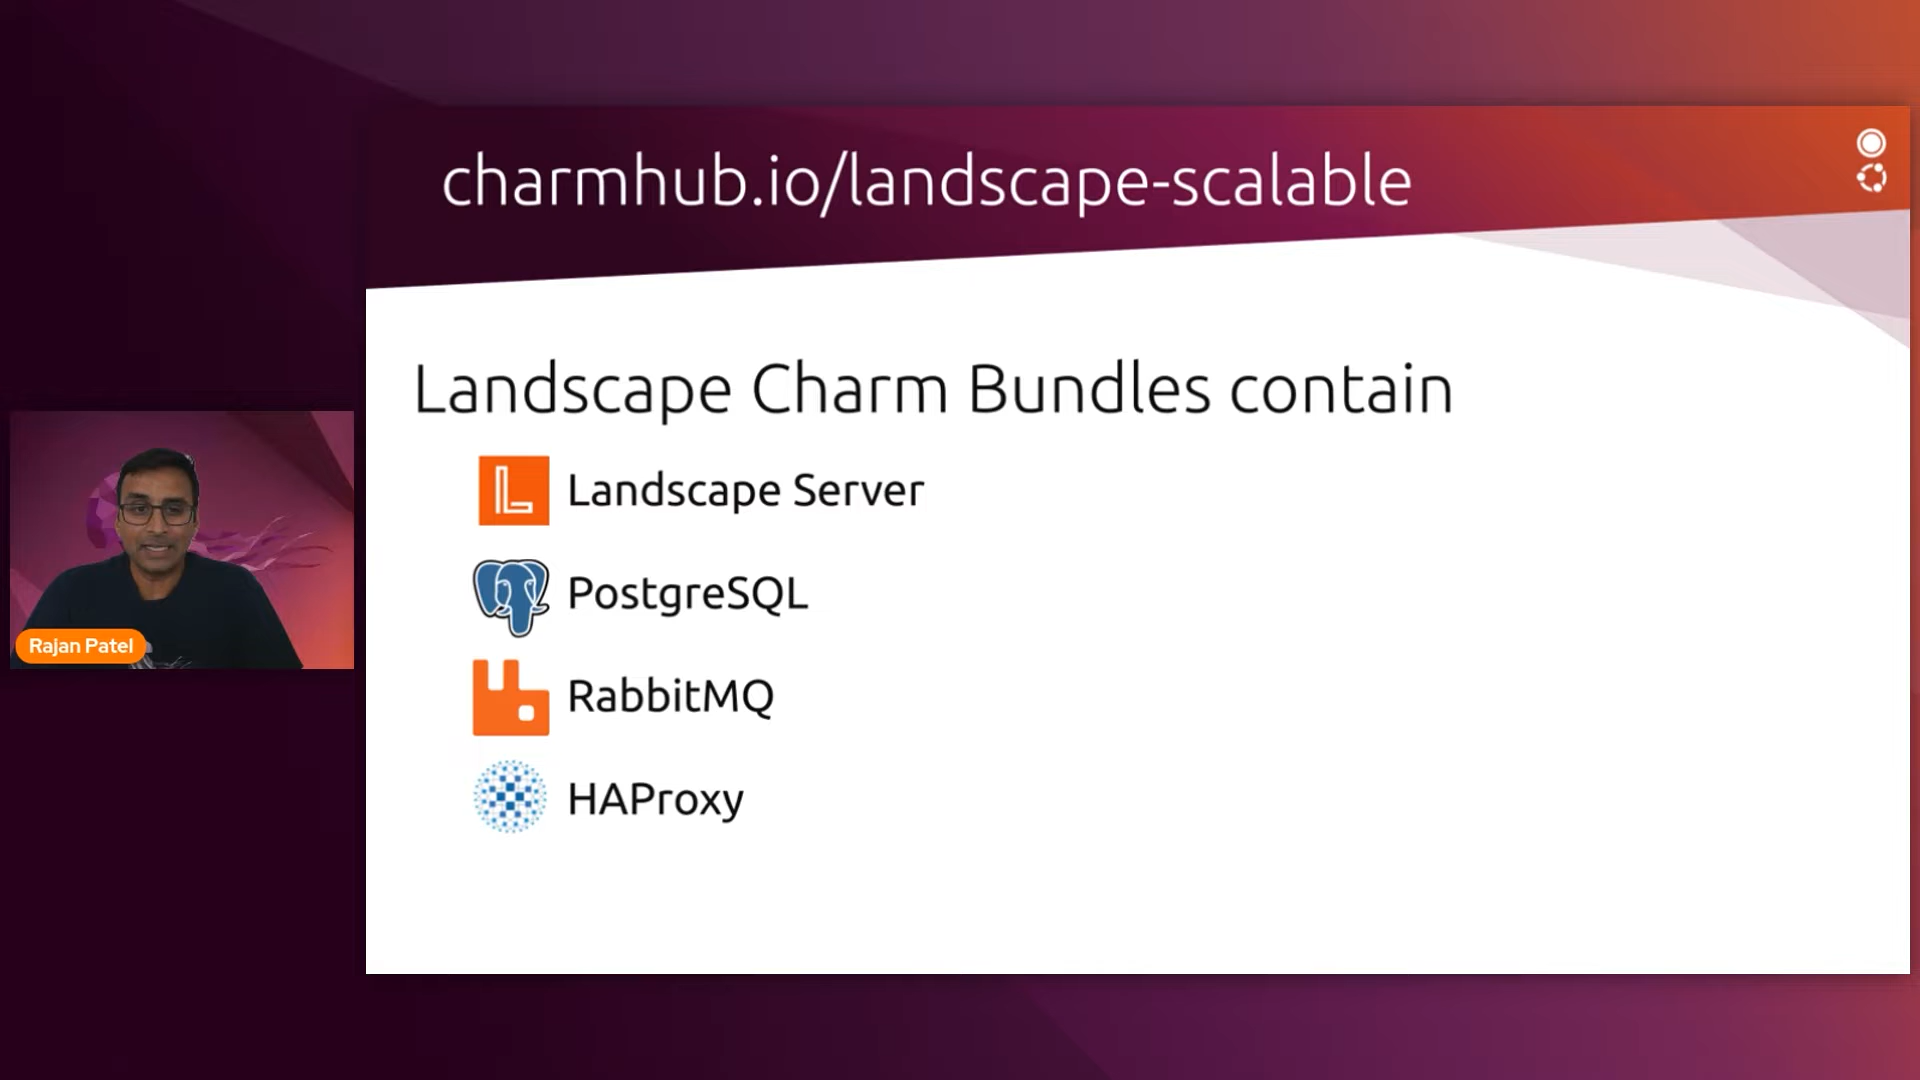 charmhub.io/landscape-scalable
Landscape Charm Bundles contain
Landscape Server
PostgreSQL
RabbitMQ
HAProxy
Rajan Patel